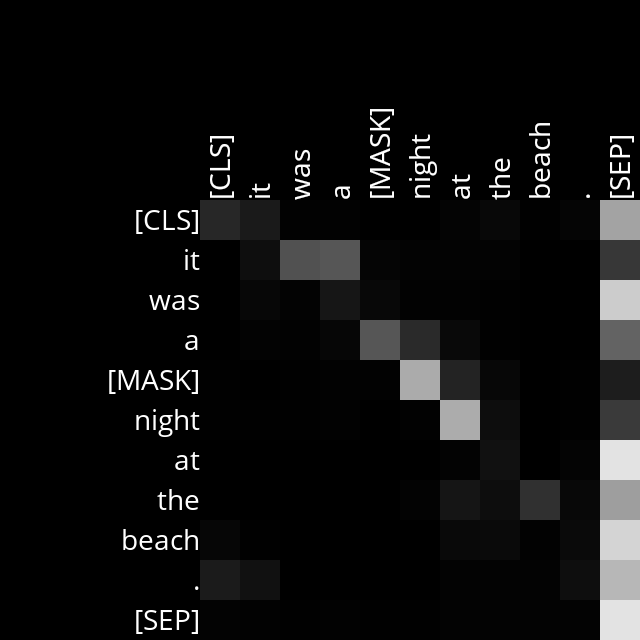 [CLS] it was a [MASK] night at the beach . [SEP]
[CLS]
it
was
a
[MASK]
night
at
the
beach
.
[SEP]